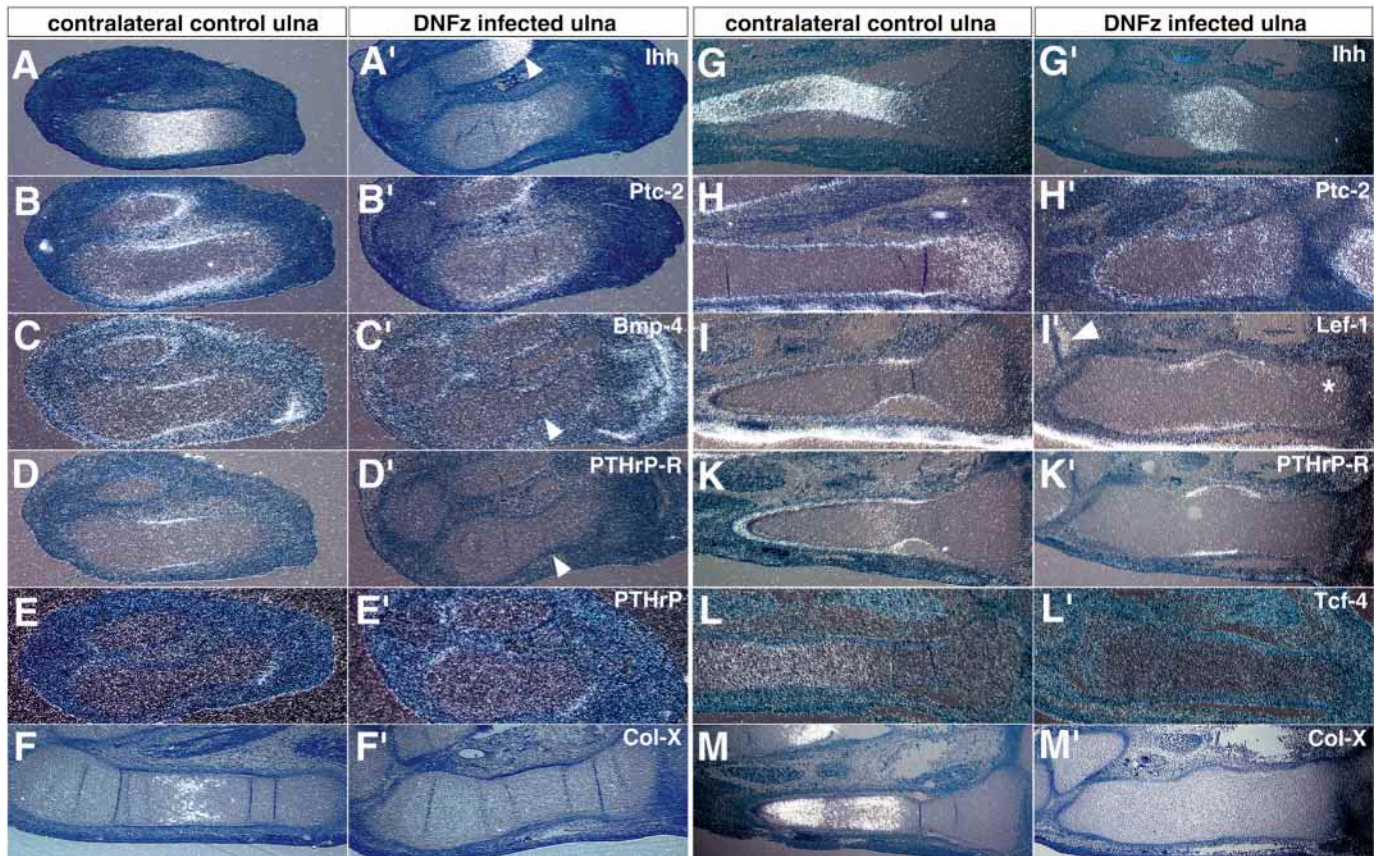 contralateral control ulna DNFz infected ulna contralateral control ulna DNFz infected ulna
A A' Ihh G G' Ihh
B B' Ptc-2 H H' Ptc-2
C C' Bmp-4 I I' Lef-1
*
D D' PTHrP-R K K' PTHrP-R
E E' PTHrP L L' Tcf-4
F F' Col-X M M' Col-X